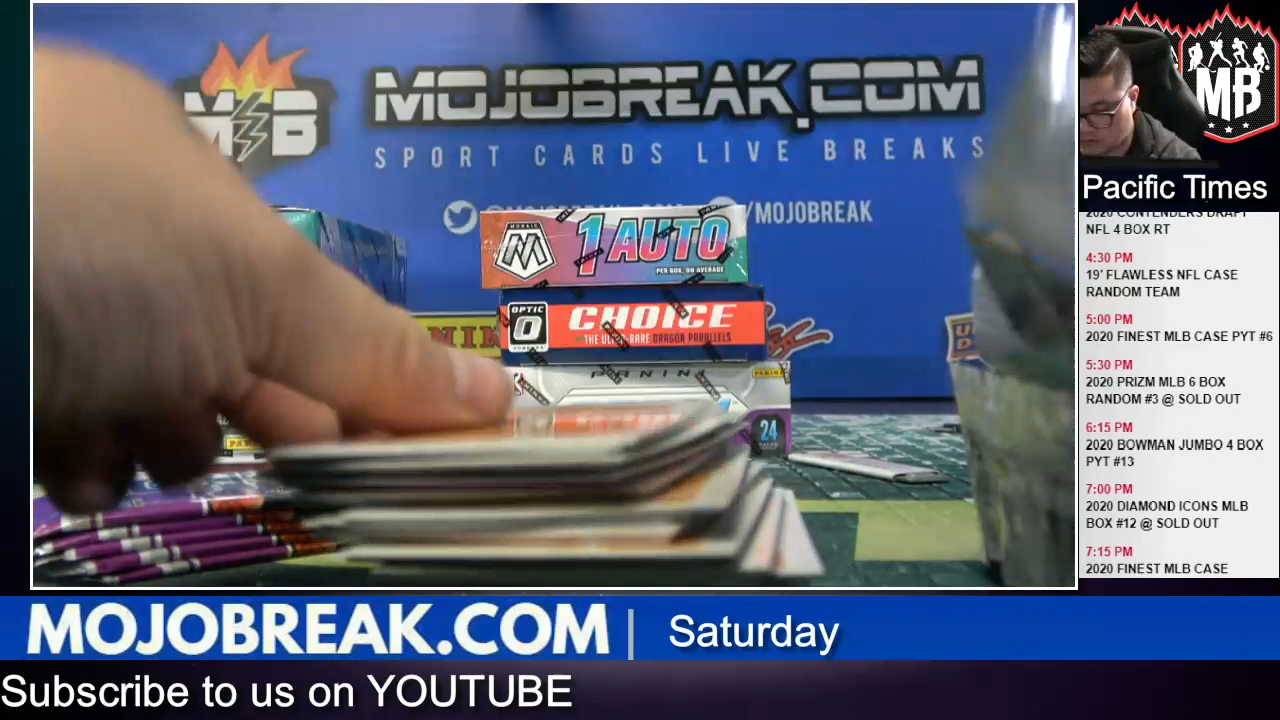 MOJOBREAK.COM
SPORT CARDS LIVE BREAKS
/MOJOBREAK
MOSAIC
1 AUTO
PER BOX, ON AVERAGE
OPTIC
CHOICE
THE ULTRA-RARE DRAGON PARALLELS
PANINI
PANINI
24
MB
MB
Pacific Times
2020 CONTENDERS DRAFT
NFL 4 BOX RT
4:30 PM
19' FLAWLESS NFL CASE
RANDOM TEAM
5:00 PM
2020 FINEST MLB CASE PYT #6
5:30 PM
2020 PRIZM MLB 6 BOX
RANDOM #3 @ SOLD OUT
6:15 PM
2020 BOWMAN JUMBO 4 BOX
PYT #13
7:00 PM
2020 DIAMOND ICONS MLB
BOX #12 @ SOLD OUT
7:15 PM
2020 FINEST MLB CASE
MOJOBREAK.COM | Saturday
Subscribe to us on YOUTUBE